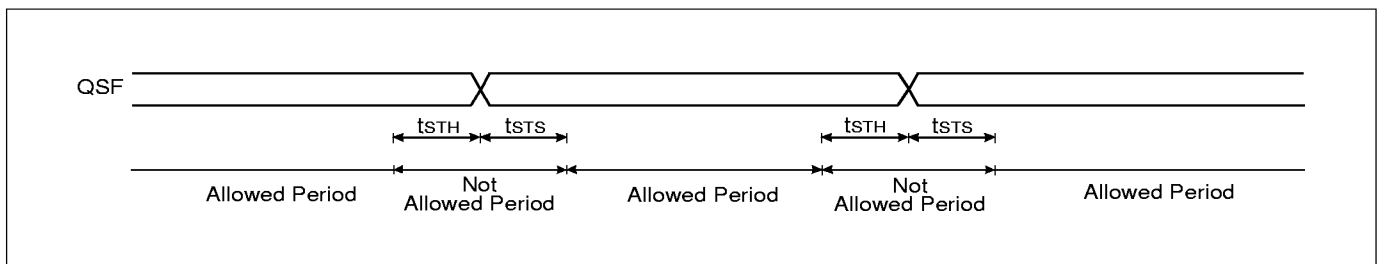 QSF
tSTH tSTS tSTH tSTS
Allowed Period Not Allowed Period Allowed Period Not Allowed Period Allowed Period